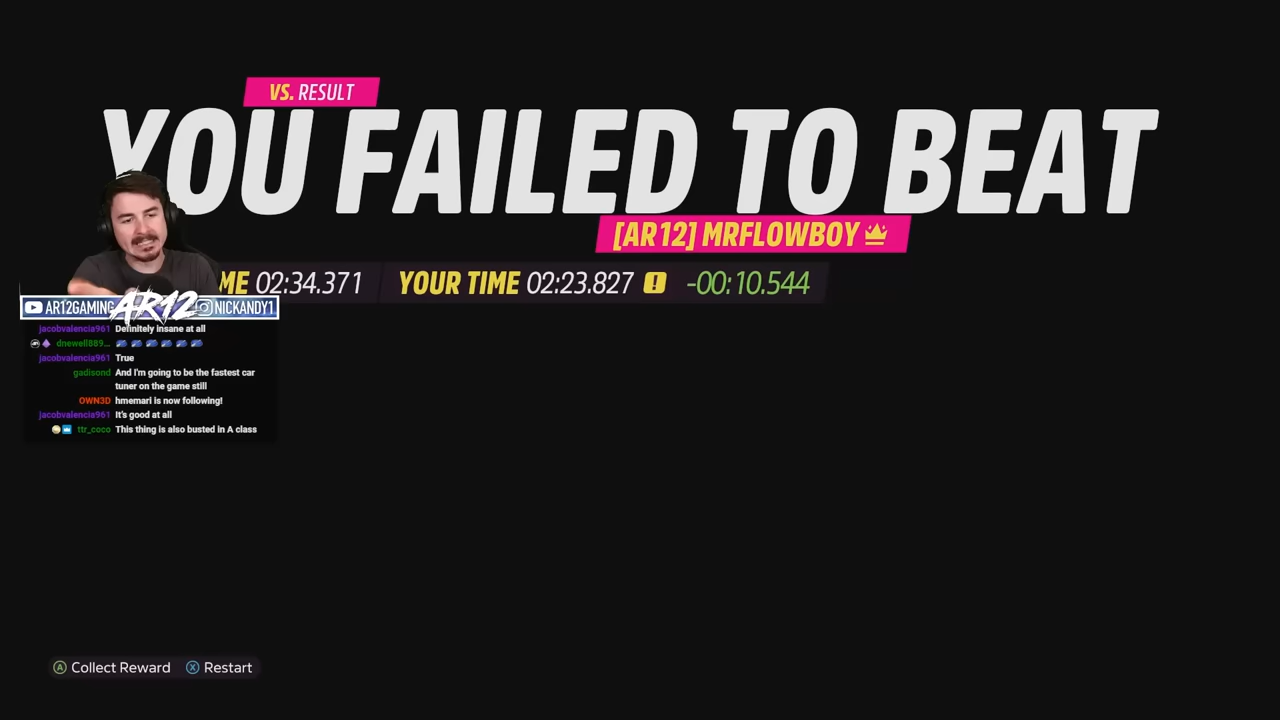 VS. RESULT
YOU FAILED TO BEAT
[AR12] MRFLOWBOY
ME 02:34.371 YOUR TIME 02:23.827 ! -00:10.544
AR12GAMING AR12 NICKANDY1
jacobvalencia961 Definitely insane at all
dnewell889...
jacobvalencia961 True
gadisond And I'm going to be the fastest car
tuner on the game still
OWN3D hmemari is now following!
jacobvalencia961 It's good at all
ttr_coco This thing is also busted in A class
A Collect Reward X Restart